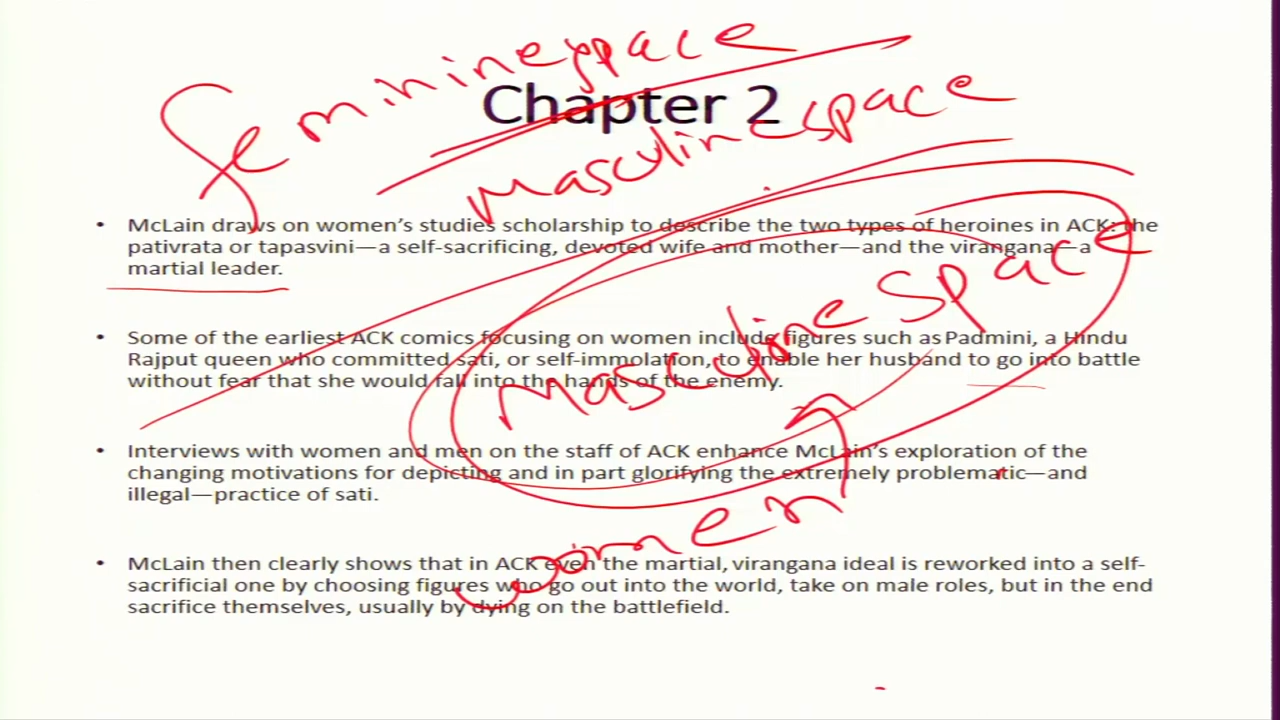 feminine space
Chapter 2
masculine space
• McLain draws on women's studies scholarship to describe the two types of heroines in ACK: the
pativrata or tapasvini—a self-sacrificing, devoted wife and mother—and the virangana—a
martial leader.
• Some of the earliest ACK comics focusing on women include figures such as Padmini, a Hindu
Rajput queen who committed sati, or self-immolation, to enable her husband to go into battle
without fear that she would fall into the hands of the enemy.
masculine space
• Interviews with women and men on the staff of ACK enhance McLain's exploration of the
changing motivations for depicting and in part glorifying the extremely problematic—and
illegal—practice of sati.
women
• McLain then clearly shows that in ACK even the martial, virangana ideal is reworked into a self-
sacrificial one by choosing figures who go out into the world, take on male roles, but in the end
sacrifice themselves, usually by dying on the battlefield.